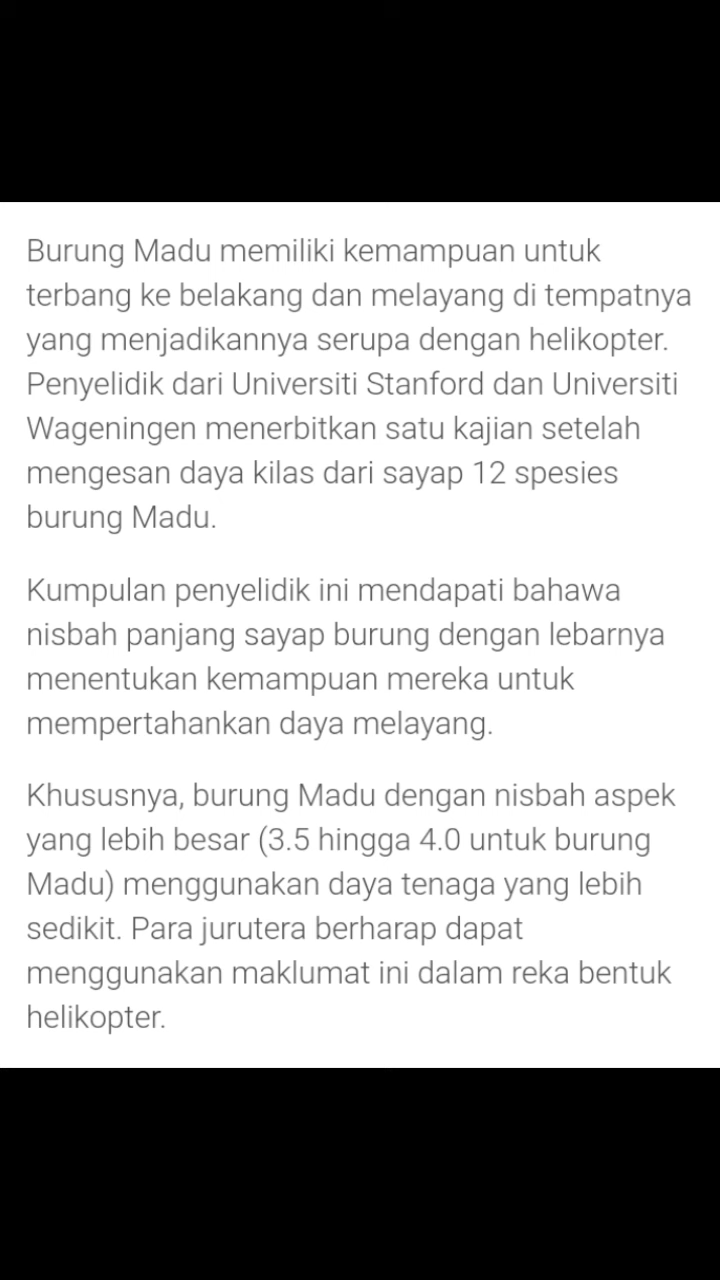 Burung Madu memiliki kemampuan untuk
terbang ke belakang dan melayang di tempatnya
yang menjadikannya serupa dengan helikopter.
Penyelidik dari Universiti Stanford dan Universiti
Wageningen menerbitkan satu kajian setelah
mengesan daya kilas dari sayap 12 spesies
burung Madu.
Kumpulan penyelidik ini mendapati bahawa
nisbah panjang sayap burung dengan lebarnya
menentukan kemampuan mereka untuk
mempertahankan daya melayang.
Khususnya, burung Madu dengan nisbah aspek
yang lebih besar (3.5 hingga 4.0 untuk burung
Madu) menggunakan daya tenaga yang lebih
sedikit. Para jurutera berharap dapat
menggunakan maklumat ini dalam reka bentuk
helikopter.